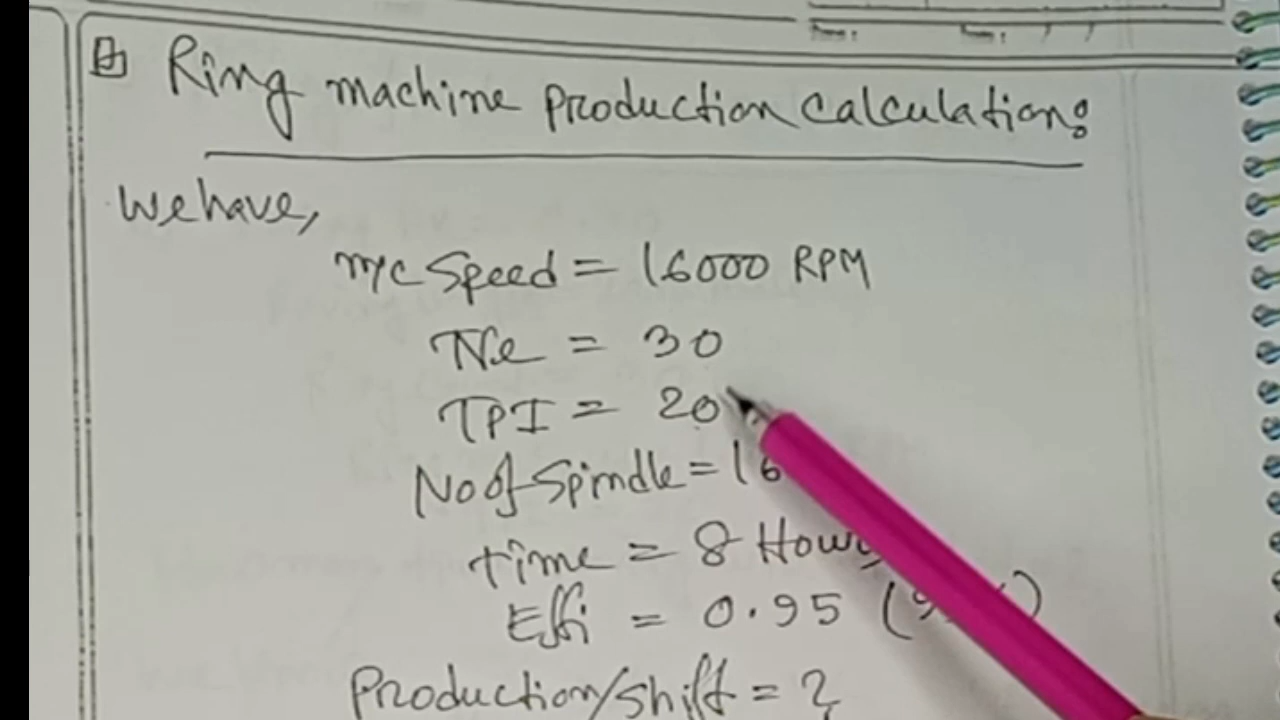 Ring machine Production calculation:
We have,
m/c Speed = 16000 RPM
Ne = 30
TPI = 20
No of Spindle = 16
time = 8 Hours
Effi = 0.95
Production/Shift = ?